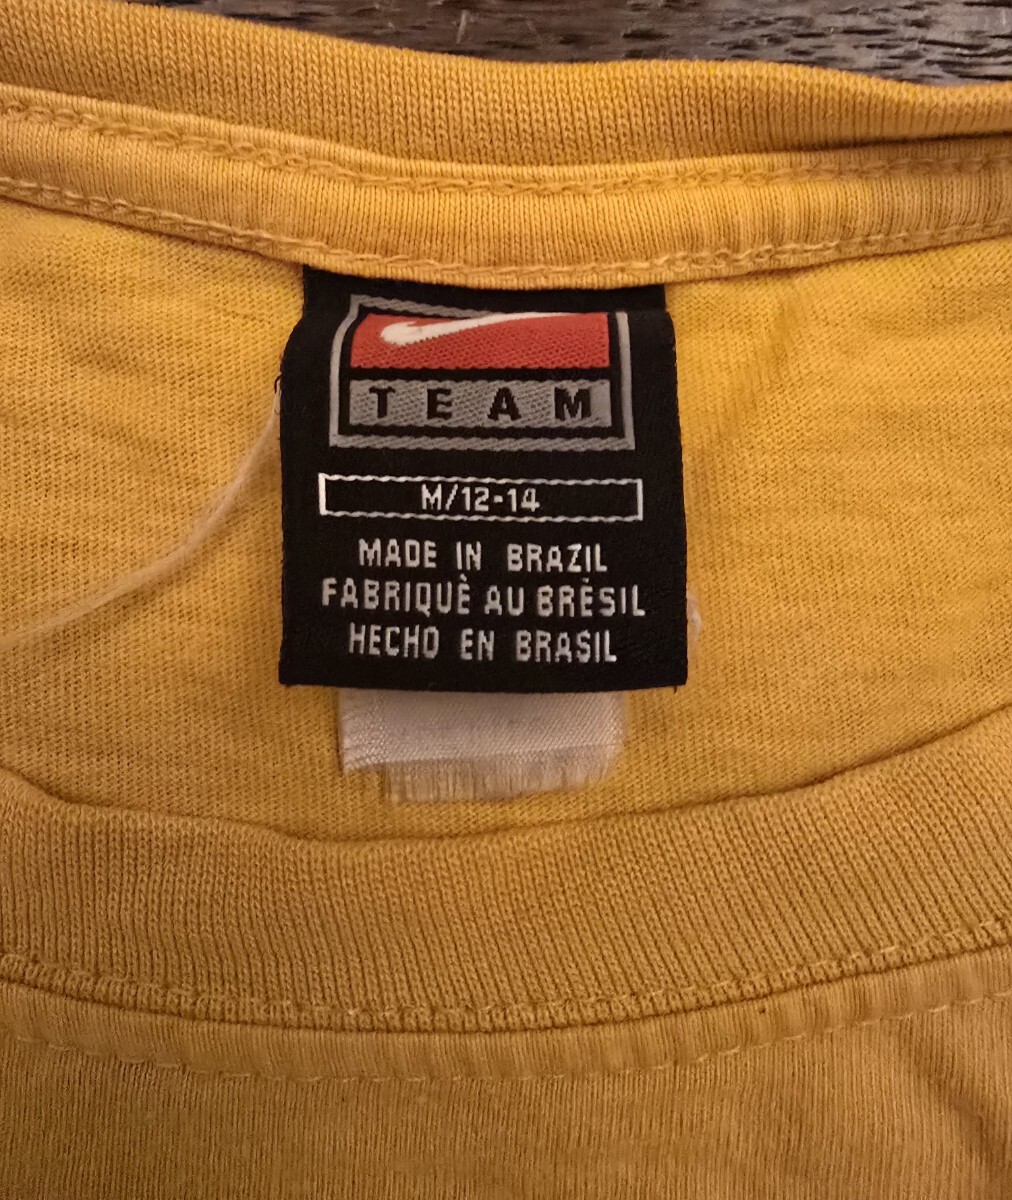 TEAM
M/12-14
MADE IN BRAZIL
FABRIQUÈ AU BRÈSIL
HECHO EN BRASIL